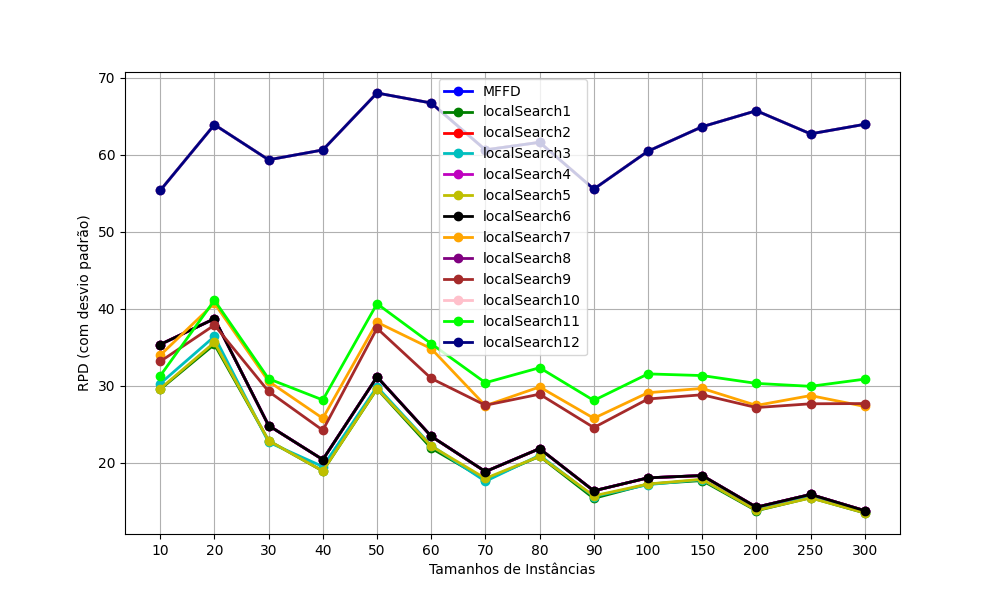 70
60
50
40
30
20
RPD (com desvio padrão)
MFFD
localSearch1
localSearch2
localSearch3
localSearch4
localSearch5
localSearch6
localSearch7
localSearch8
localSearch9
localSearch10
localSearch11
localSearch12
10 20 30 40 50 60 70 80 90 100 150 200 250 300
Tamanhos de Instâncias